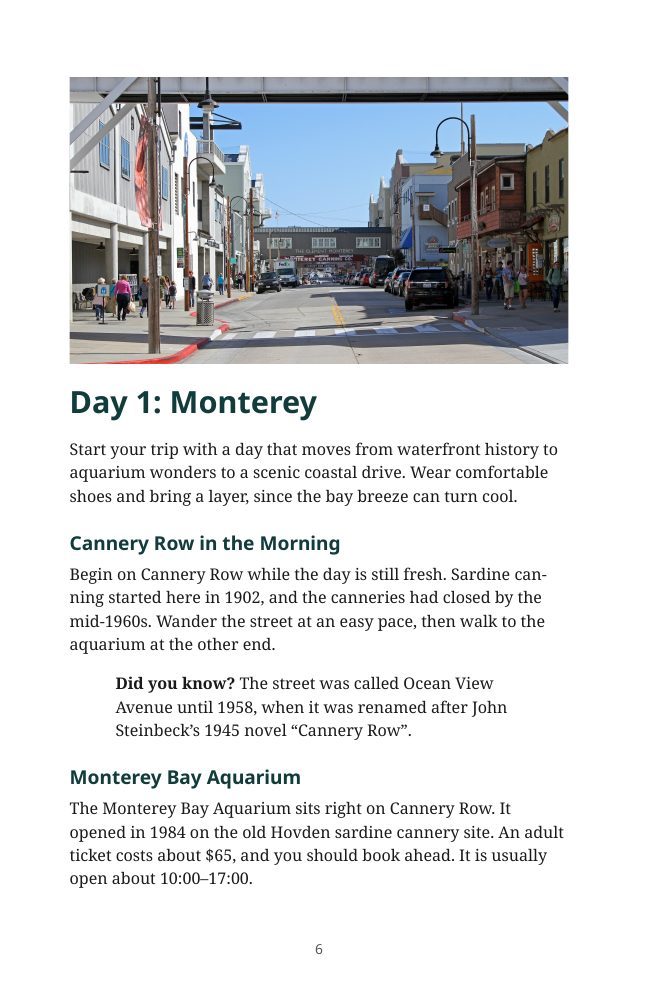 THE CLEMENT MONTEREY
MONTEREY CANNING CO.
FedEx
Day 1: Monterey
Start your trip with a day that moves from waterfront history to
aquarium wonders to a scenic coastal drive. Wear comfortable
shoes and bring a layer, since the bay breeze can turn cool.
Cannery Row in the Morning
Begin on Cannery Row while the day is still fresh. Sardine can-
ning started here in 1902, and the canneries had closed by the
mid-1960s. Wander the street at an easy pace, then walk to the
aquarium at the other end.
Did you know? The street was called Ocean View
Avenue until 1958, when it was renamed after John
Steinbeck’s 1945 novel “Cannery Row”.
Monterey Bay Aquarium
The Monterey Bay Aquarium sits right on Cannery Row. It
opened in 1984 on the old Hovden sardine cannery site. An adult
ticket costs about $65, and you should book ahead. It is usually
open about 10:00–17:00.
6